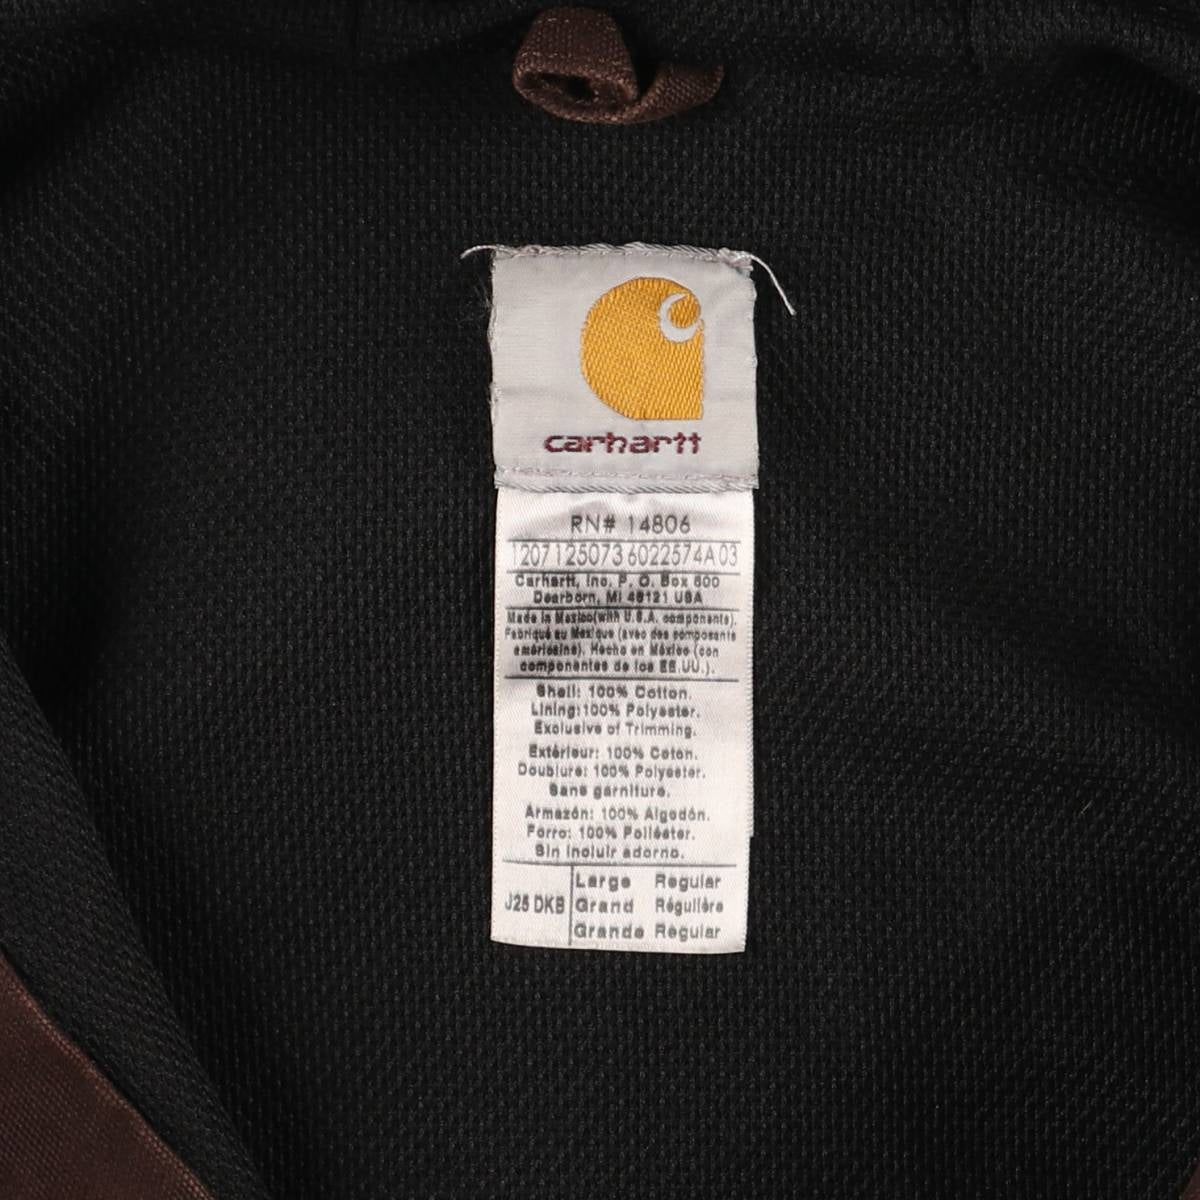 carhartt
RN# 14806
1207125073 6022574A 03
Carhartt, Inc. P. O. Box 600
Dearborn, MI 48121 USA
Made in Mexico(with U.S.A. components).
Fabriqué au Mexique (avec des composants
américains). Hecho en México (con
componentes de los EE.UU.).
Shell: 100% Cotton.
Lining:100% Polyester.
Exclusive of Trimming.
Extérieur: 100% Coton.
Doublure: 100% Polyester.
Sans garniture.
Armazón: 100% Algodón.
Forro: 100% Poliéster.
Sin incluir adorno.
J25 DKB
Large Regular
Grand Régulière
Grande Regular